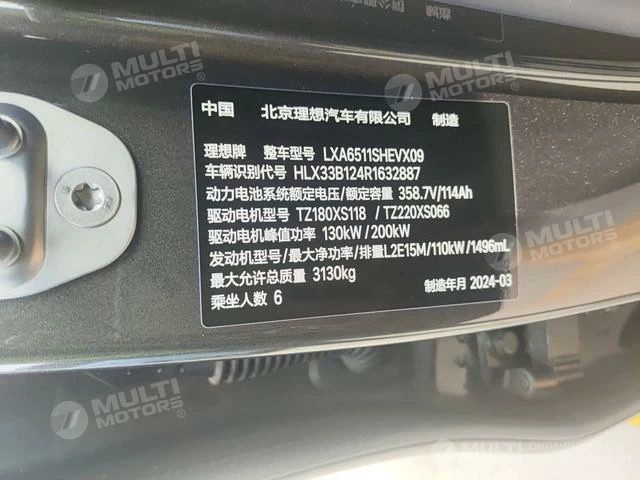 中国 北京理想汽车有限公司 制造
理想牌 整车型号 LXA6511SHEVX09
车辆识别代号 HLX33B124R1632887
动力电池系统额定电压/额定容量 358.7V/114Ah
驱动电机型号 TZ180XS118 / TZ220XS066
驱动电机峰值功率 130kW / 200kW
发动机型号/最大净功率/排量L2E15M/110kW/1496mL
最大允许总质量 3130kg
乘坐人数 6 制造年月 2024-03
MULTI MOTORS®
MULTI MOTORS®
MULTI MOTORS®
MULTI MOTORS®
MULTI